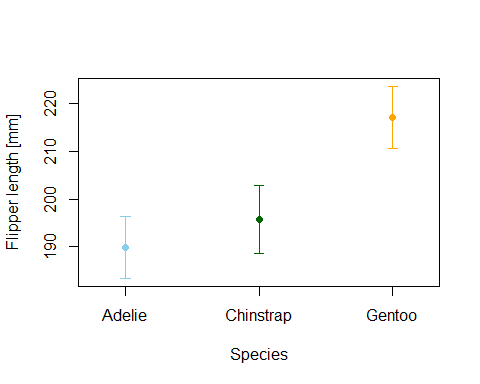 Flipper length [mm]
220
210
200
190
Adelie Chinstrap Gentoo
Species